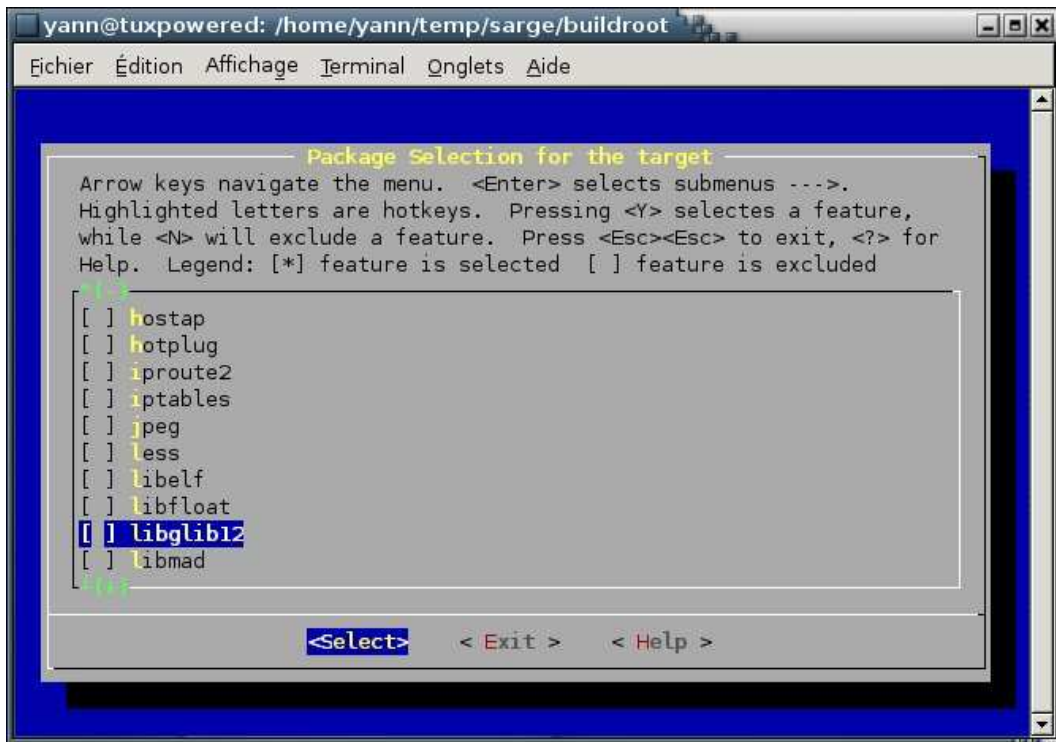 yann@tuxpowered: /home/yann/temp/sarge/buildroot
Fichier Édition Affichage Terminal Onglets Aide
Package Selection for the target
Arrow keys navigate the menu. <Enter> selects submenus --->.
Highlighted letters are hotkeys. Pressing <Y> selectes a feature,
while <N> will exclude a feature. Press <Esc><Esc> to exit, <?> for
Help. Legend: [*] feature is selected [ ] feature is excluded
^(-)
[ ] hostap
[ ] hotplug
[ ] iproute2
[ ] iptables
[ ] jpeg
[ ] less
[ ] libelf
[ ] libfloat
[ ] libglib12
[ ] libmad
<Select> < Exit > < Help >